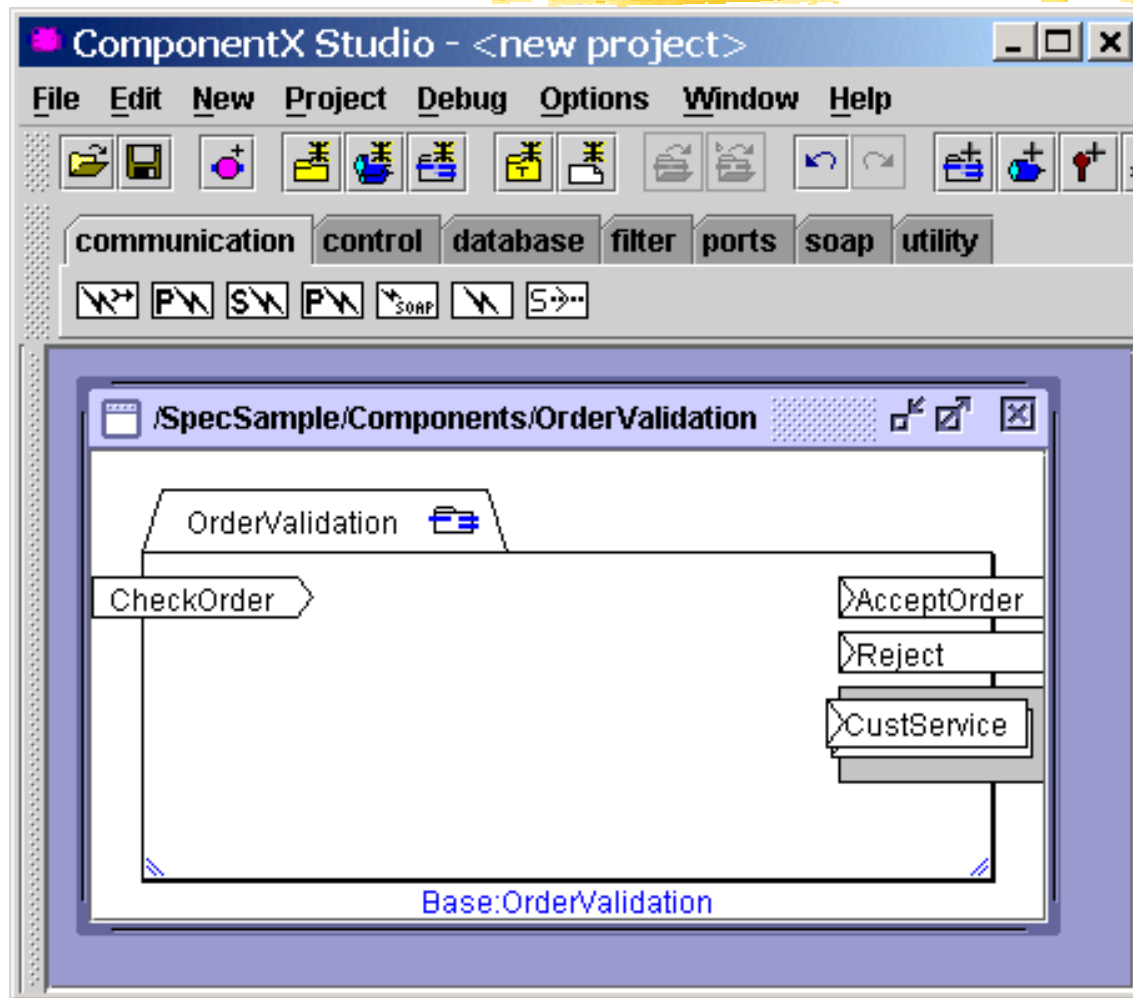 ComponentX Studio - <new project>
File Edit New Project Debug Options Window Help
T
communication control database filter ports soap utility
P S P SOAP S
/SpecSample/Components/OrderValidation
OrderValidation
CheckOrder
AcceptOrder
Reject
CustService
Base:OrderValidation